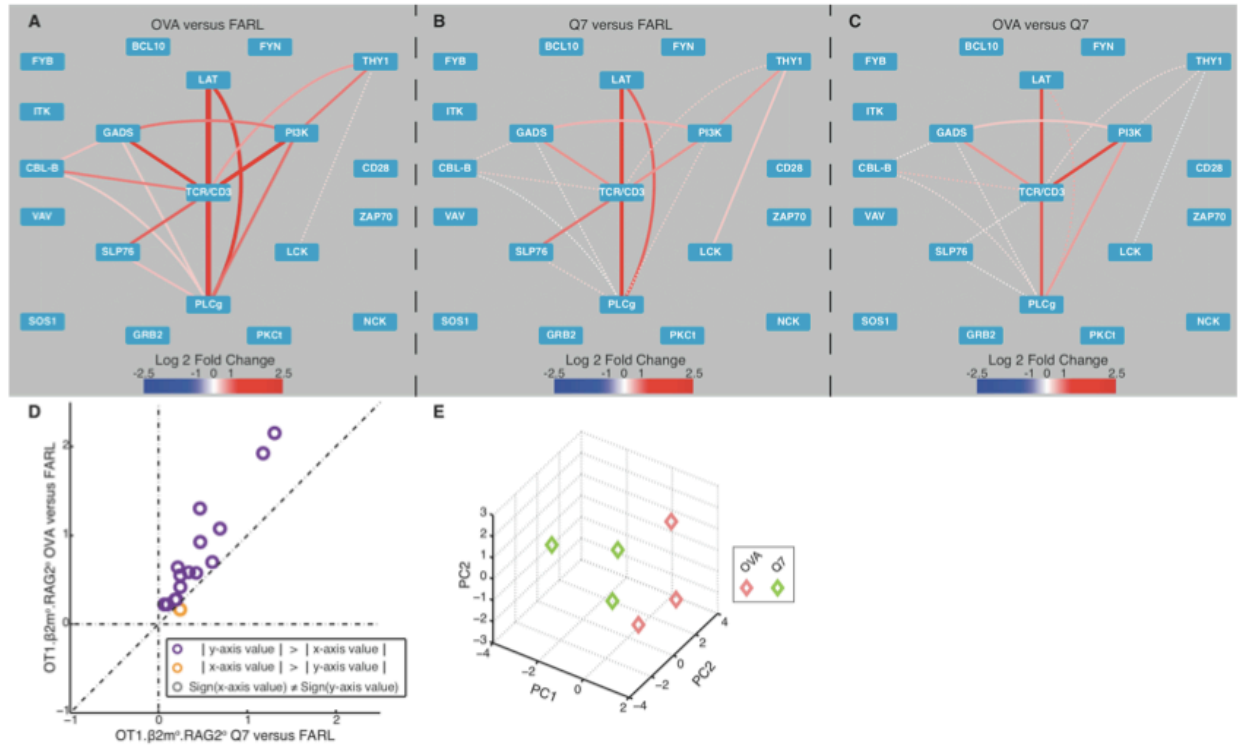 A
OVA versus FARL
BCL10
FYN
FYB
THY1
LAT
ITK
GADS
PI3K
CBL-B
CD28
TCR/CD3
VAV
ZAP70
SLP76
LCK
PLCg
SOS1
GRB2
PKCt
NCK
Log 2 Fold Change
-2.5 -1 0 1 2.5
B
Q7 versus FARL
BCL10
FYN
FYB
THY1
LAT
ITK
GADS
PI3K
CBL-B
CD28
TCR/CD3
VAV
ZAP70
SLP76
LCK
PLCg
SOS1
GRB2
PKCt
NCK
Log 2 Fold Change
-2.5 -1 0 1 2.5
C
OVA versus Q7
BCL10
FYN
FYB
THY1
LAT
ITK
GADS
PI3K
CBL-B
CD28
TCR/CD3
VAV
ZAP70
SLP76
LCK
PLCg
SOS1
GRB2
PKCt
NCK
Log 2 Fold Change
-2.5 -1 0 1 2.5
D
OT1.β2m°.RAG2° OVA versus FARL
2
1
0
−1
| y-axis value | > | x-axis value |
| x-axis value | > | y-axis value |
Sign(x-axis value) ≠ Sign(y-axis value)
−1 0 1 2
OT1.β2m°.RAG2° Q7 versus FARL
E
PC2
3
2
1
0
−1
−2
−3
−4
−2
0
2
PC1
−4
−2
0
2
4
PC2
OVA
Q7